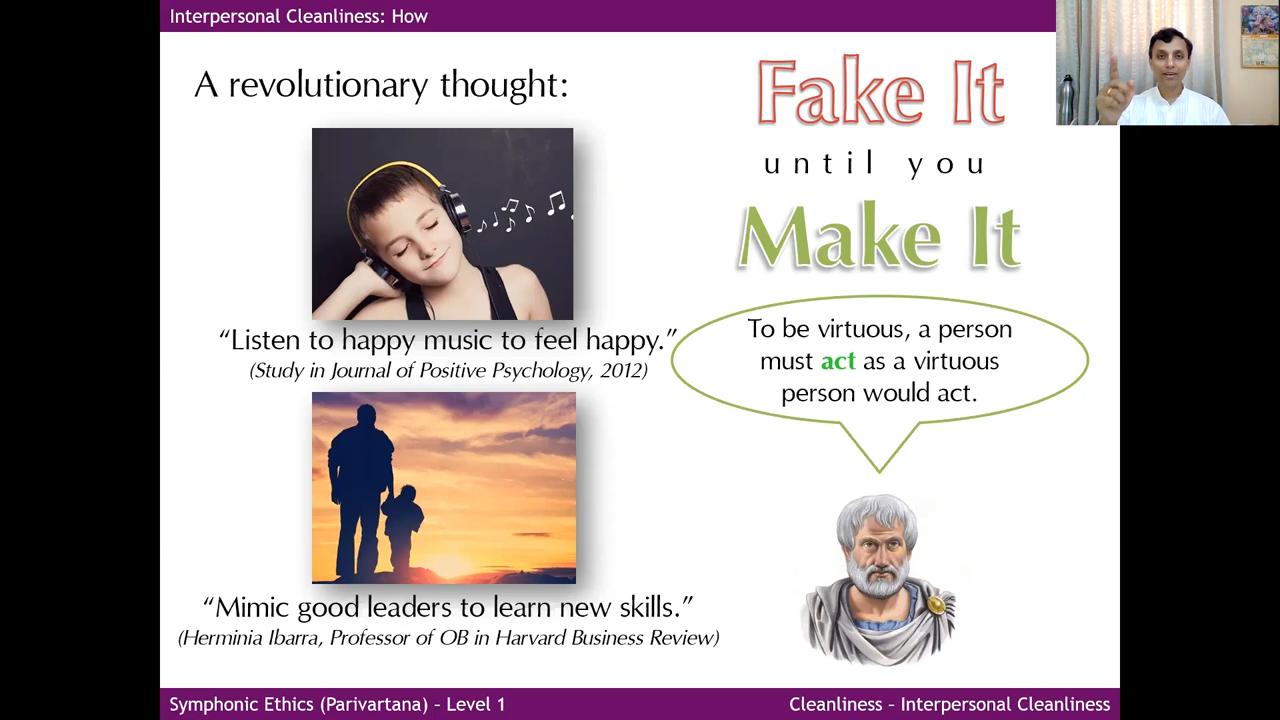 Interpersonal Cleanliness: How
A revolutionary thought:
“Listen to happy music to feel happy.”
(Study in Journal of Positive Psychology, 2012)
“Mimic good leaders to learn new skills.”
(Herminia Ibarra, Professor of OB in Harvard Business Review)
Fake It
until you
Make It
To be virtuous, a person
must act as a virtuous
person would act.
Symphonic Ethics (Parivartana) – Level 1
Cleanliness – Interpersonal Cleanliness